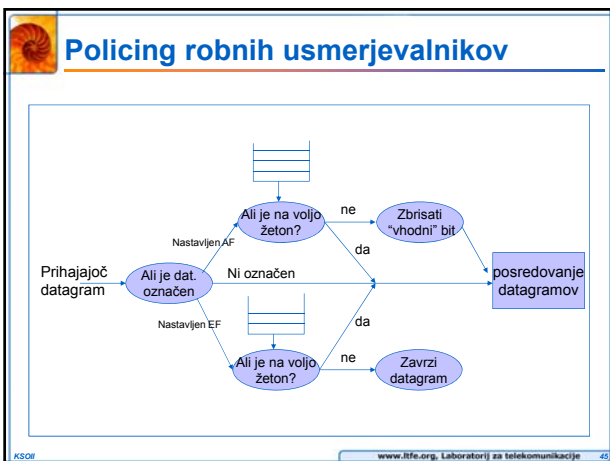 Policing robnih usmerjevalnikov
Ali je na voljo
žeton?
ne
Zbrisati
"vhodni" bit
Nastavljen AF
da
Prihajajoč
datagram
Ali je dat.
označen
Ni označen
posredovanje
datagramov
Nastavljen EF
da
Ali je na voljo
žeton?
ne
Zavrzi
datagram
KSOII
www.ltfe.org, Laboratorij za telekomunikacije
45